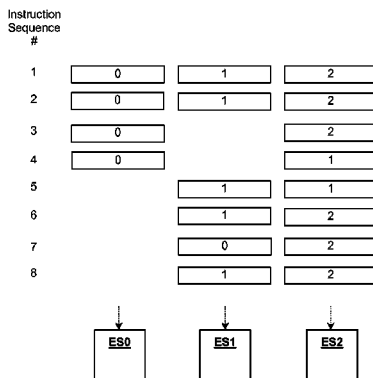 Instruction
Sequence
#
1 0 1 2
2 0 1 2
3 0 2
4 0 1
5 1 1
6 1 2
7 0 2
8 1 2
ES0 ES1 ES2